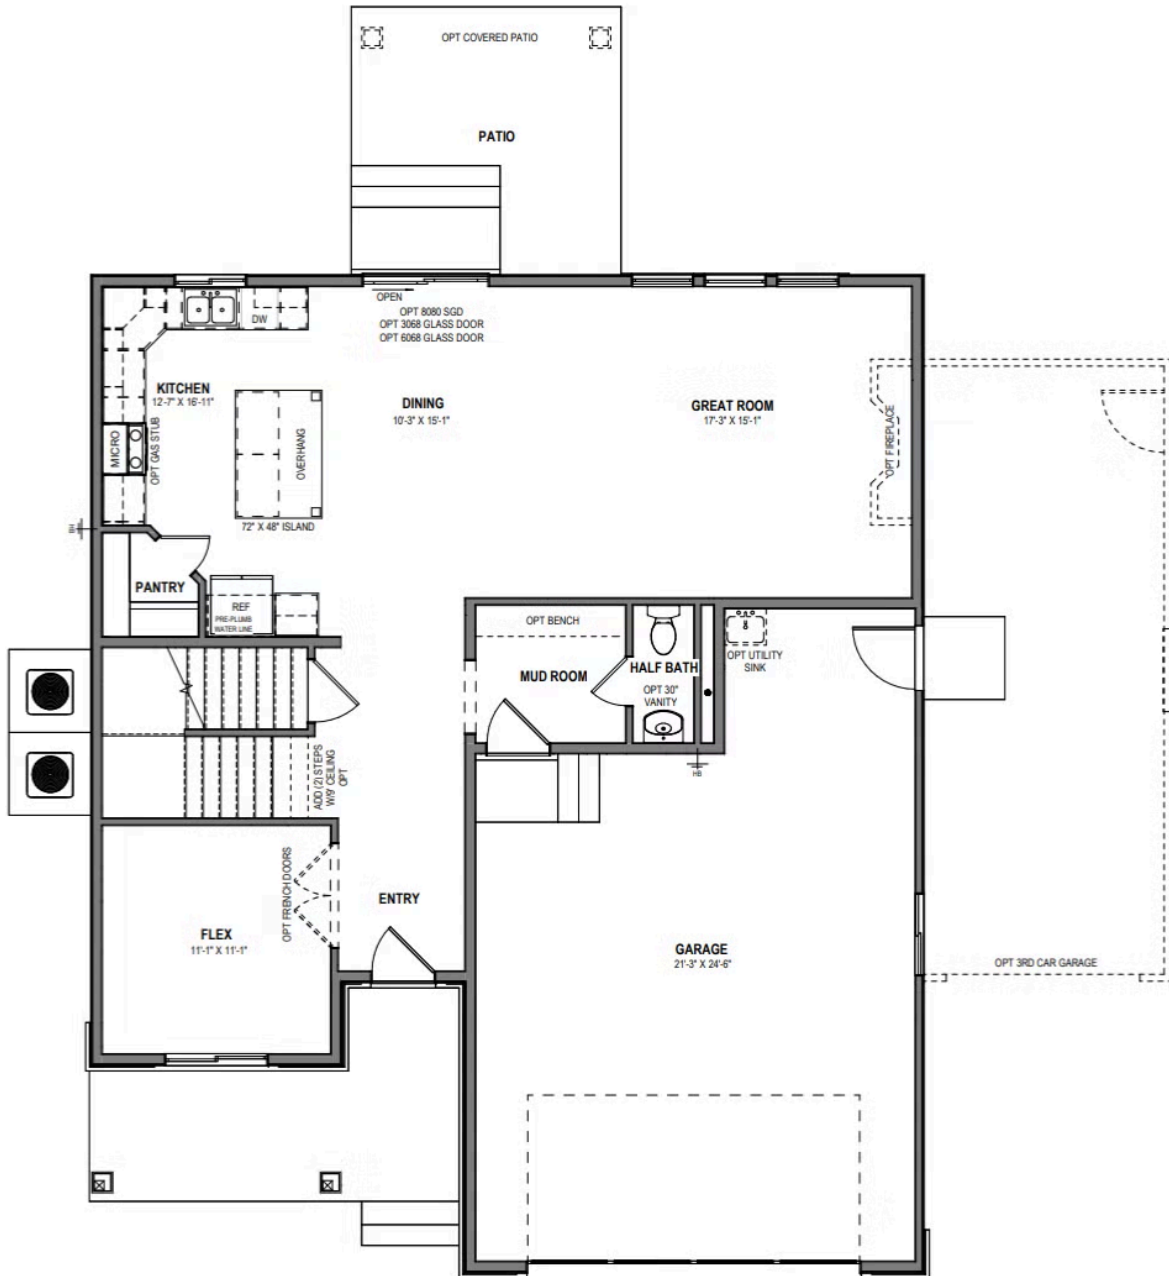 OPT COVERED PATIO
PATIO
OPEN
OPT 8080 SGD
OPT 3068 GLASS DOOR
OPT 6068 GLASS DOOR
DW
KITCHEN
12'-7" X 16'-11"
MICRO
OPT GAS STUB
OVERHANG
72" X 48" ISLAND
DINING
10'-3" X 15'-1"
GREAT ROOM
17'-3" X 15'-1"
OPT FIREPLACE
HB
PANTRY
REF
PRE-PLUMB
WATER LINE
OPT BENCH
MUD ROOM
HALF BATH
OPT 30"
VANITY
OPT UTILITY
SINK
HB
ADD (2) STEPS
W/9' CEILING
OPT
OPT FRENCH DOORS
FLEX
11'-1" X 11'-1"
ENTRY
GARAGE
21'-3" X 24'-6"
OPT 3RD CAR GARAGE